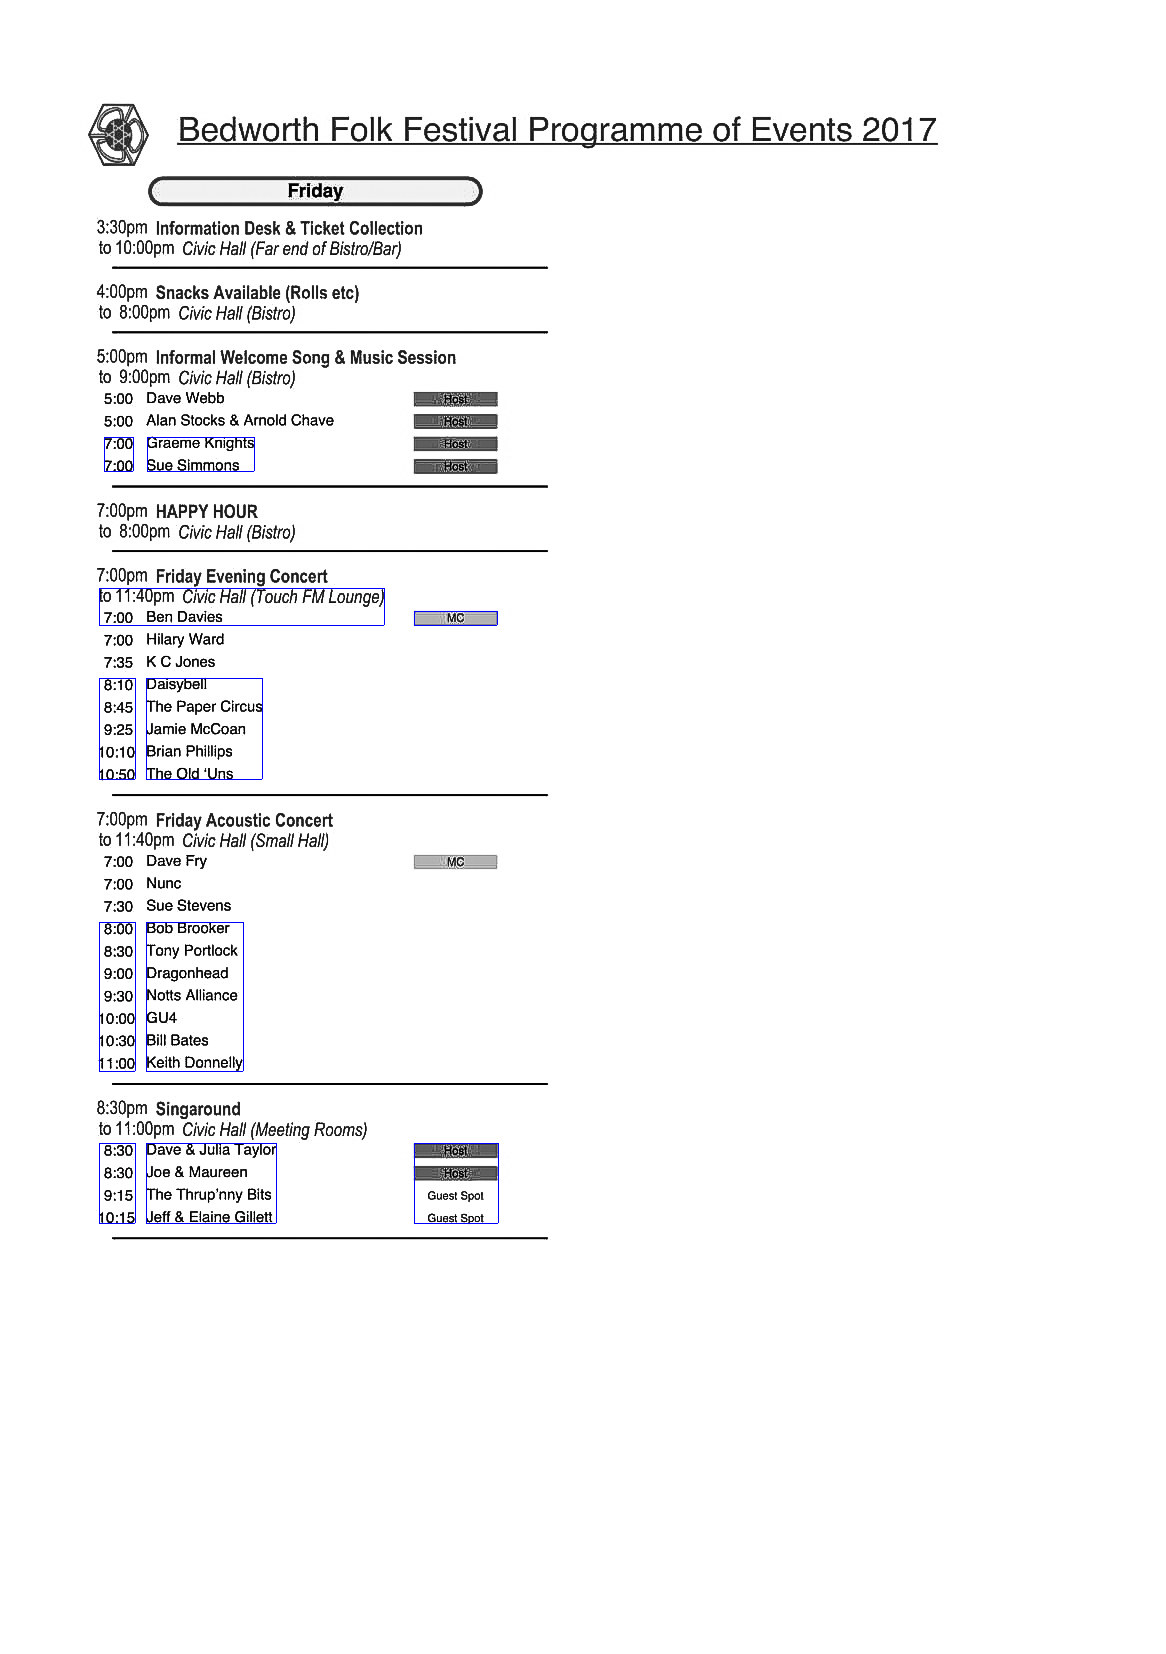 Bedworth Folk Festival Programme of Events 2017
Friday
3:30pm Information Desk & Ticket Collection
to 10:00pm Civic Hall (Far end of Bistro/Bar)
4:00pm Snacks Available (Rolls etc)
to 8:00pm Civic Hall (Bistro)
5:00pm Informal Welcome Song & Music Session
to 9:00pm Civic Hall (Bistro)
5:00 Dave Webb Host
5:00 Alan Stocks & Arnold Chave Host
7:00 Graeme Knights Host
7:00 Sue Simmons Host
7:00pm HAPPY HOUR
to 8:00pm Civic Hall (Bistro)
7:00pm Friday Evening Concert
to 11:40pm Civic Hall (Touch FM Lounge)
7:00 Ben Davies MC
7:00 Hilary Ward
7:35 K C Jones
8:10 Daisybell
8:45 The Paper Circus
9:25 Jamie McCoan
10:10 Brian Phillips
10:50 The Old ‘Uns
7:00pm Friday Acoustic Concert
to 11:40pm Civic Hall (Small Hall)
7:00 Dave Fry MC
7:00 Nunc
7:30 Sue Stevens
8:00 Bob Brooker
8:30 Tony Portlock
9:00 Dragonhead
9:30 Notts Alliance
10:00 GU4
10:30 Bill Bates
11:00 Keith Donnelly
8:30pm Singaround
to 11:00pm Civic Hall (Meeting Rooms)
8:30 Dave & Julia Taylor Host
8:30 Joe & Maureen Host
9:15 The Thrup’nny Bits Guest Spot
10:15 Jeff & Elaine Gillett Guest Spot